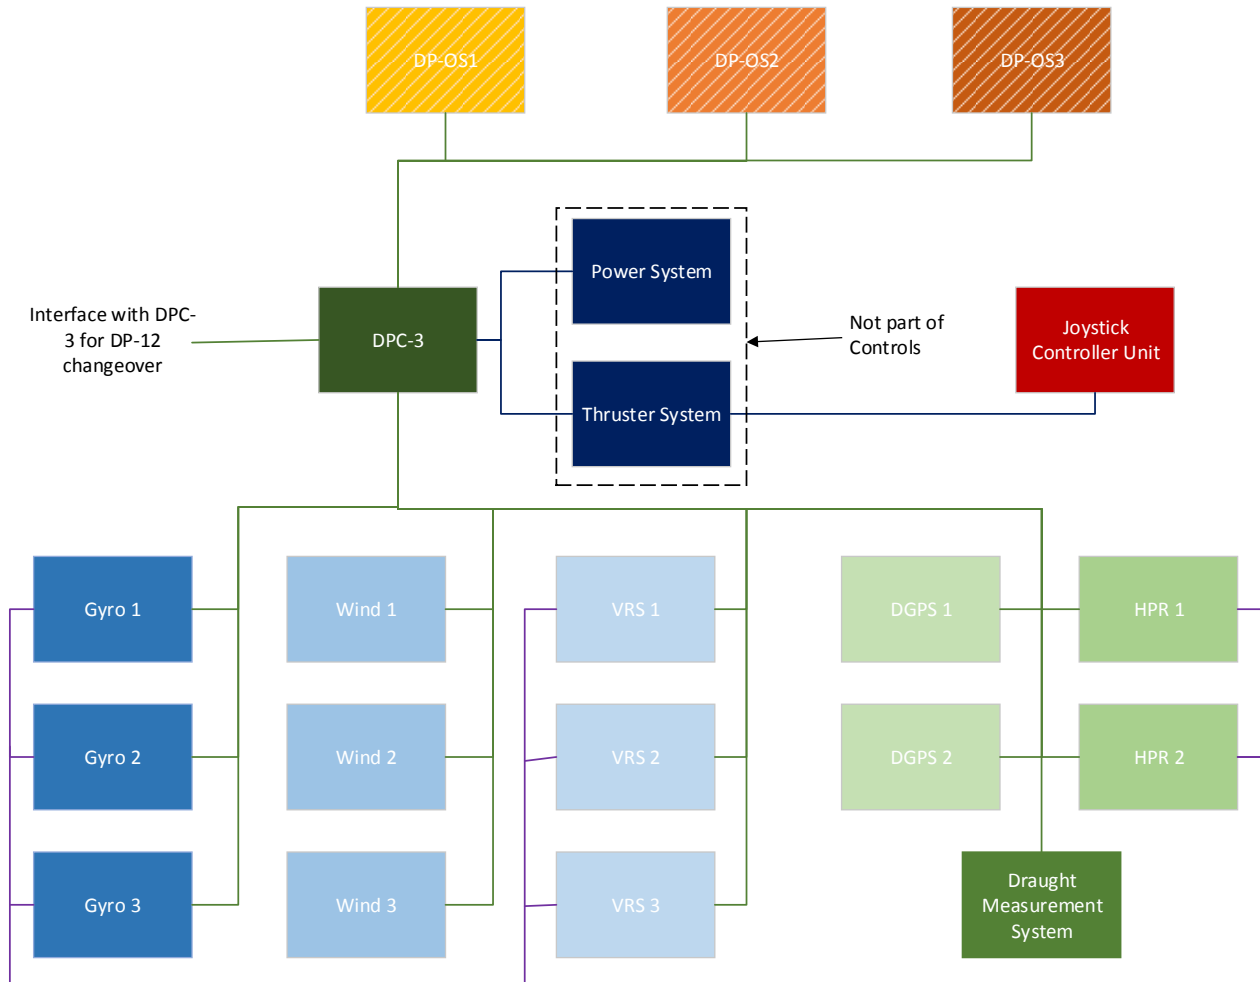 DP-OS1
DP-OS2
DP-OS3
Power System
Interface with DPC-
3 for DP-12
changeover
DPC-3
Not part of
Controls
Joystick
Controller Unit
Thruster System
Gyro 1
Wind 1
VRS 1
DGPS 1
HPR 1
Gyro 2
Wind 2
VRS 2
DGPS 2
HPR 2
Gyro 3
Wind 3
VRS 3
Draught
Measurement
System